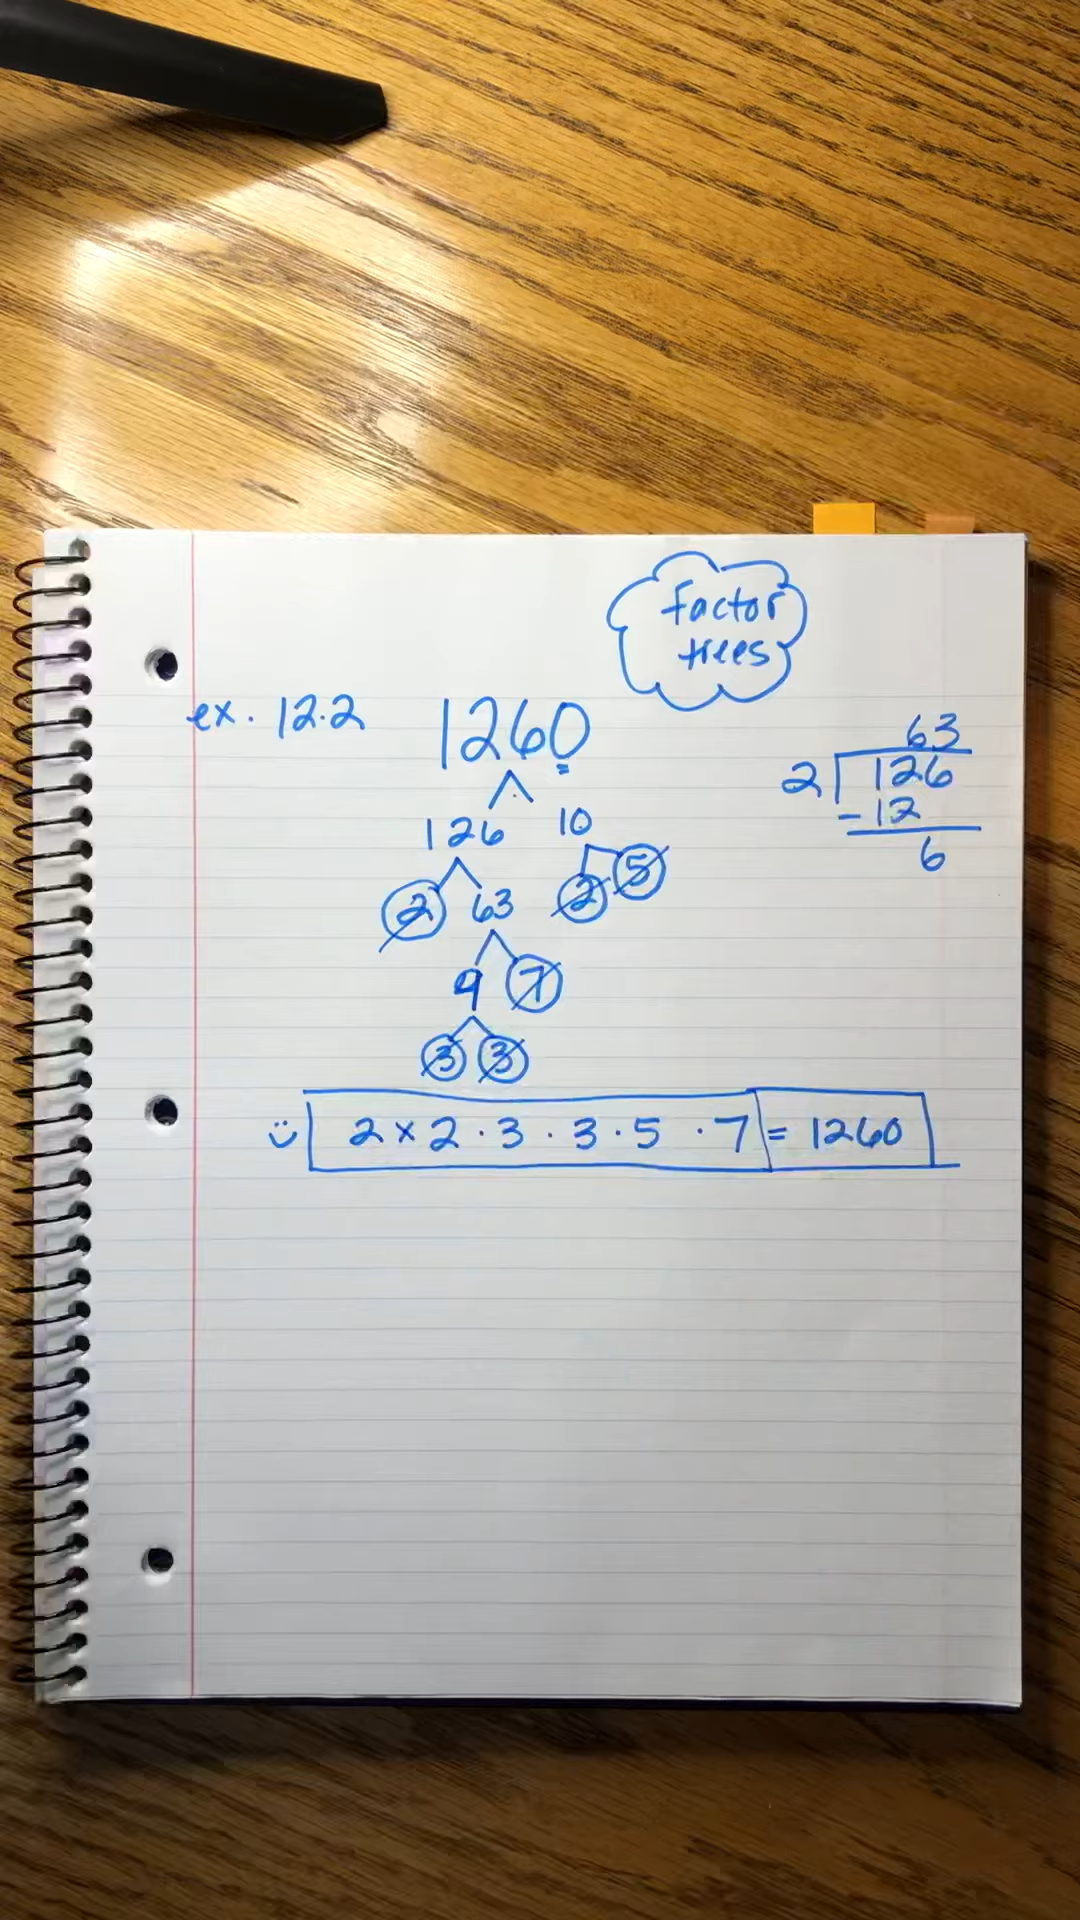 factor
trees
ex. 12.2
1260
126 10
2 63 2 5
9 7
3 3
63
2 126
-12
6
2 × 2 · 3 · 3 · 5 · 7 = 1260